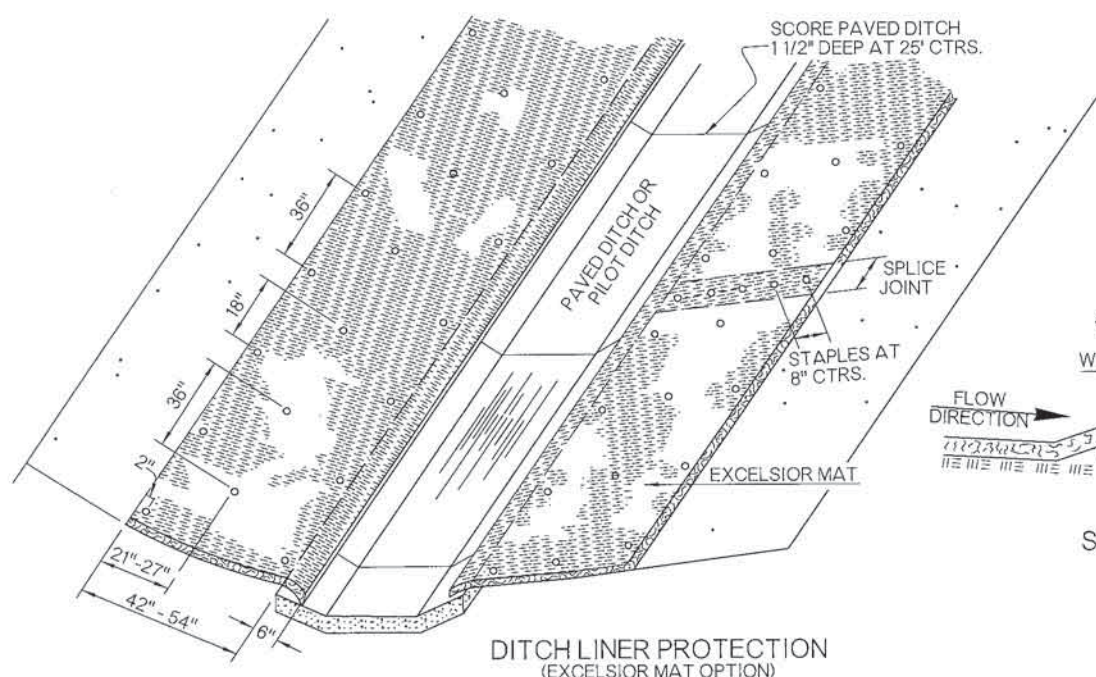 SCORE PAVED DITCH
1 1/2" DEEP AT 25' CTRS.
36"
18"
36"
2"
21"-27"
42"-54"
6"
PAVED DITCH OR
PILOT DITCH
SPLICE
JOINT
STAPLES AT
8" CTRS.
EXCELSIOR MAT
W
FLOW
DIRECTION
S
DITCH LINER PROTECTION
(EXCELSIOR MAT OPTION)